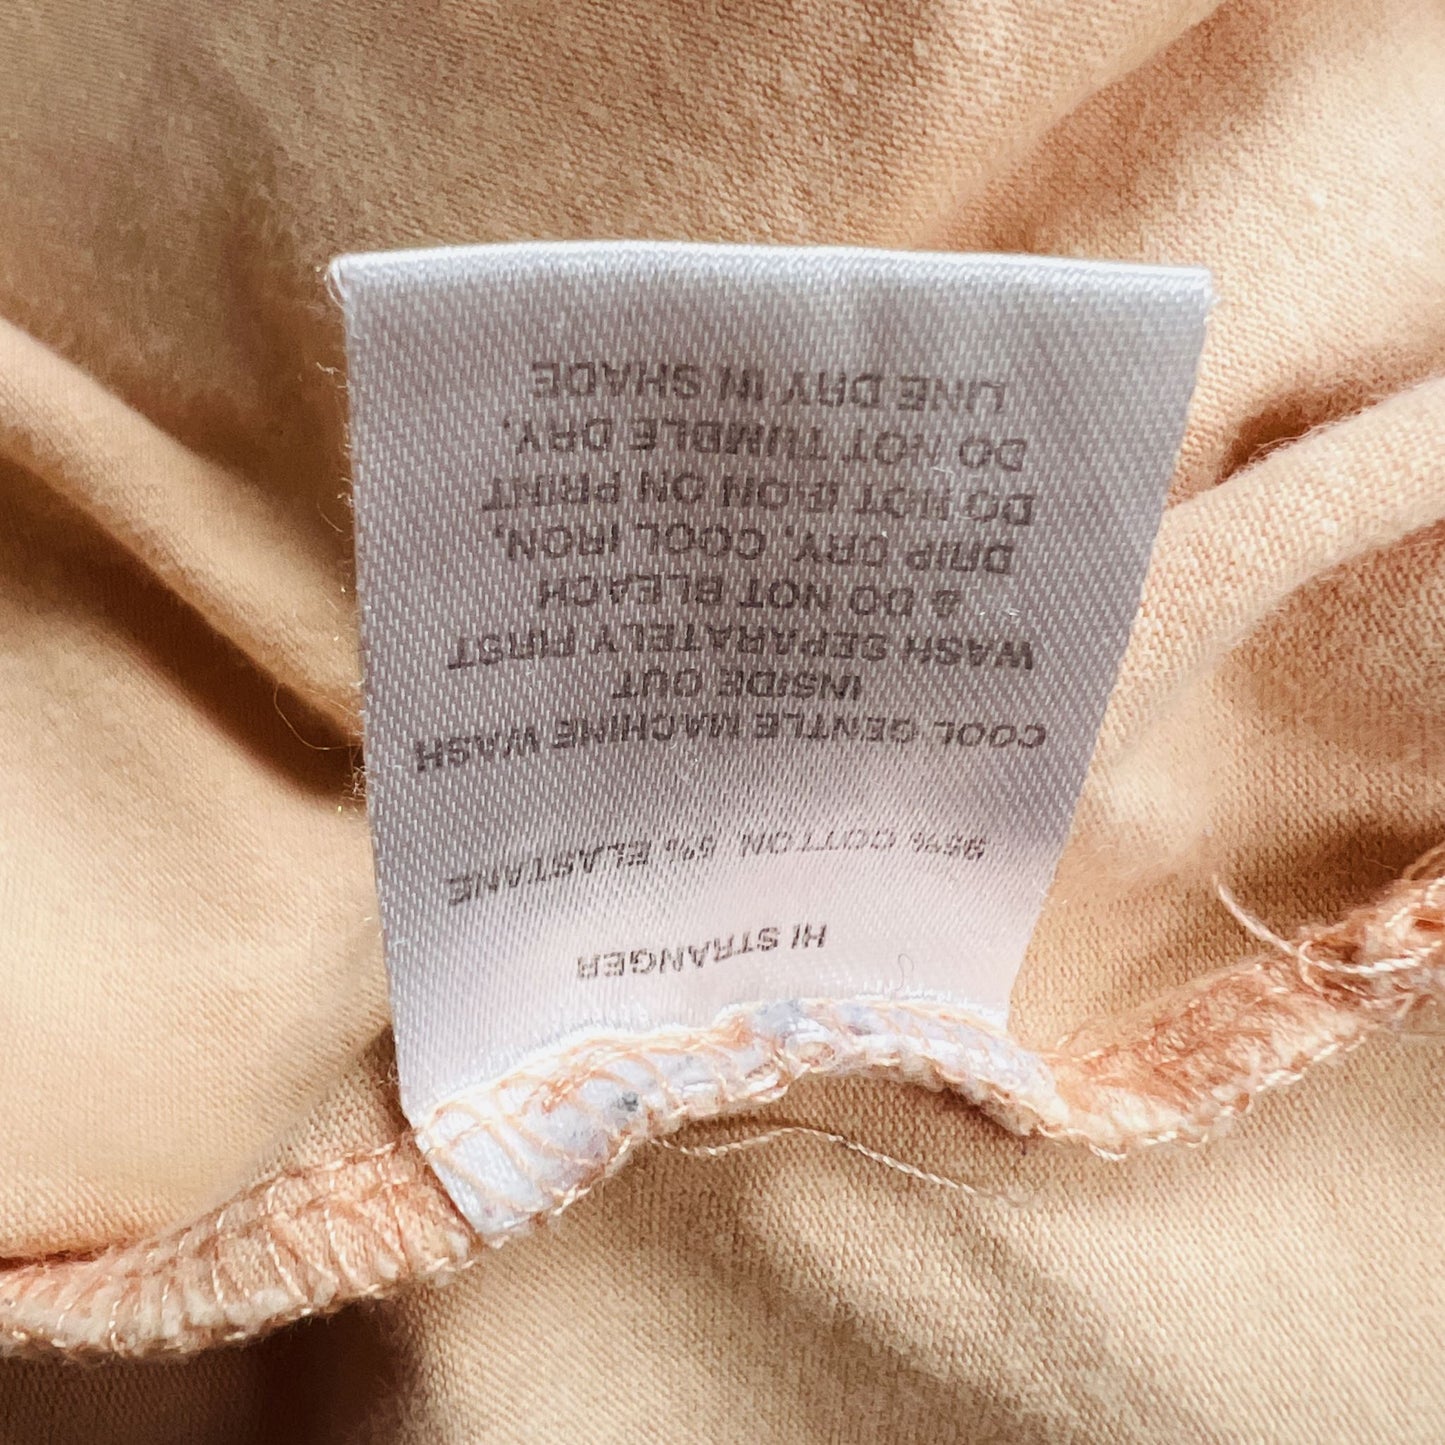 HI STRANGER
95% COTTON 5% ELASTANE
COOL GENTLE MACHINE WASH
INSIDE OUT
WASH SEPARATELY FIRST
& DO NOT BLEACH
DRIP DRY, COOL IRON,
DO NOT IRON ON PRINT
DO NOT TUMBLE DRY,
LINE DRY IN SHADE